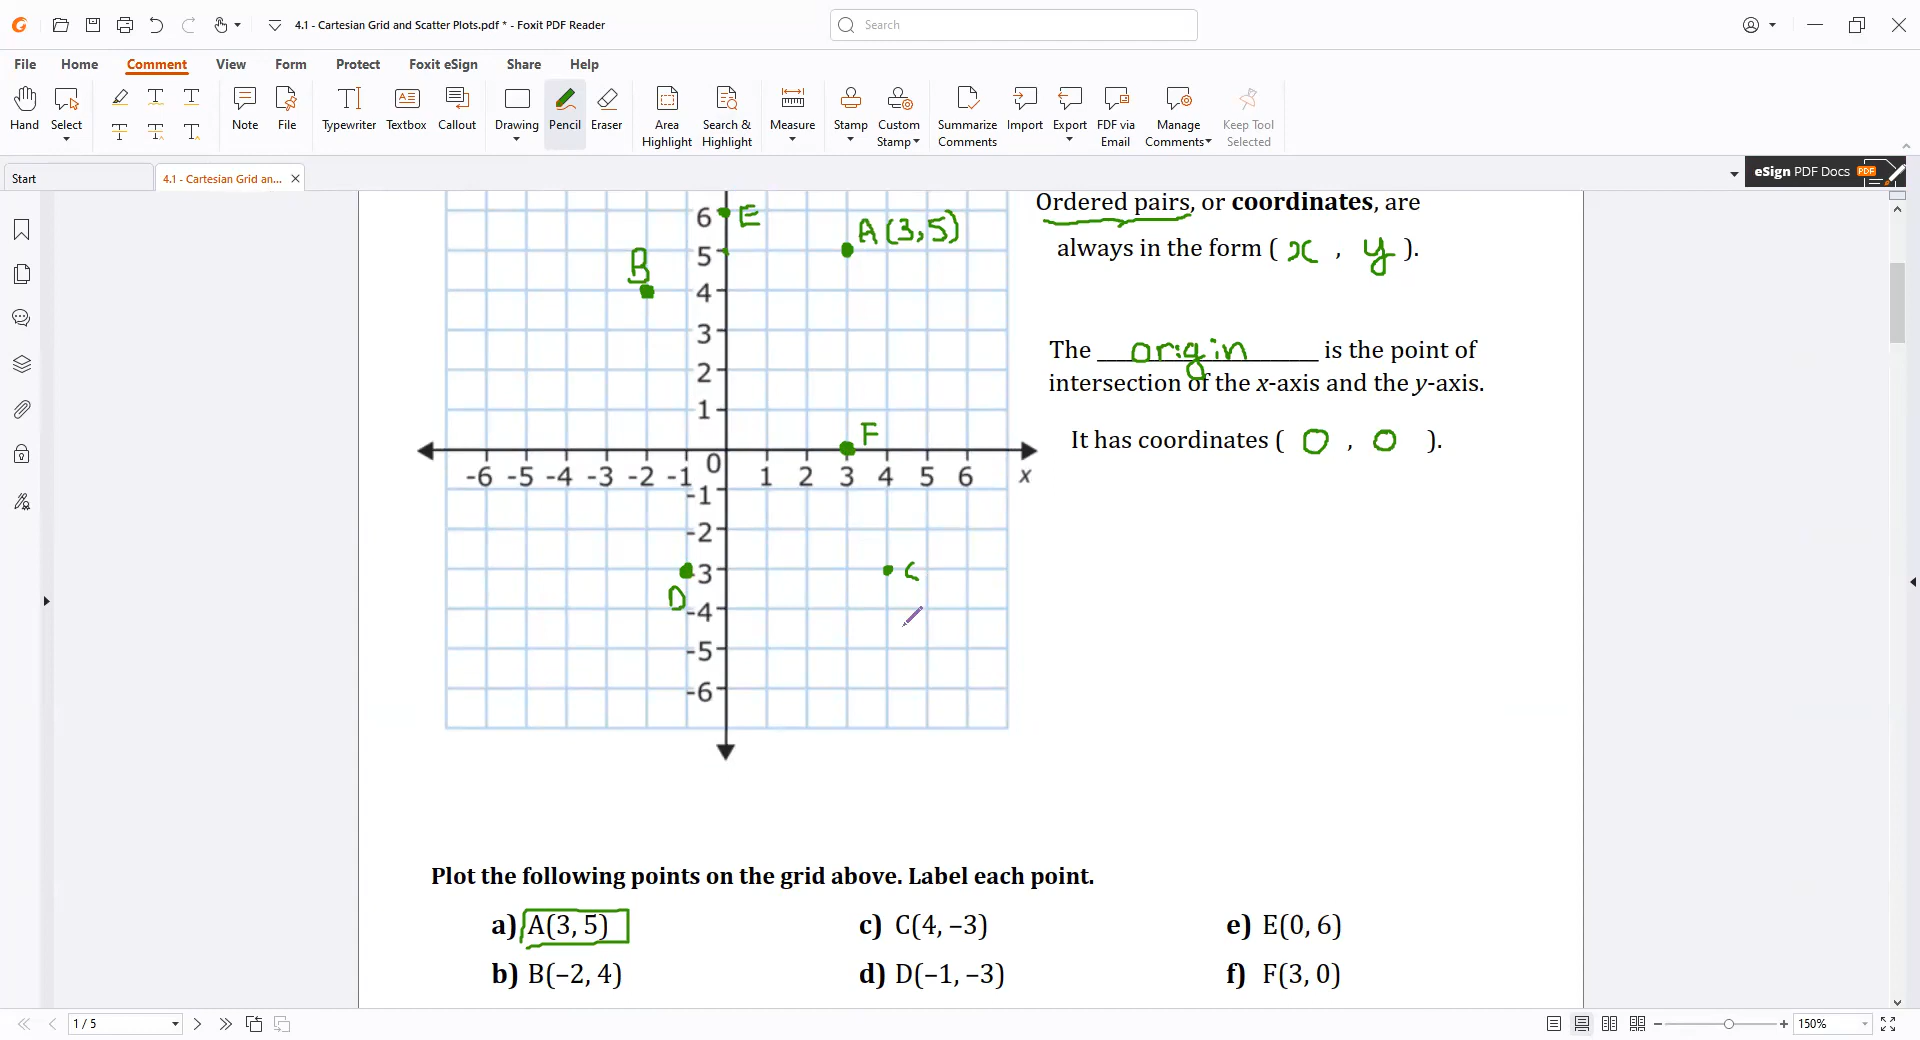 4.1 - Cartesian Grid and Scatter Plots.pdf * - Foxit PDF Reader
Search
File Home Comment View Form Protect Foxit eSign Share Help
Hand Select Note File Typewriter Textbox Callout Drawing Pencil Eraser Area Highlight Search & Highlight Measure Stamp Custom Stamp Summarize Comments Import Export FDF via Email Manage Comments Keep Tool Selected
Start
4.1 - Cartesian Grid an...
eSign PDF Docs PDF
Ordered pairs, or coordinates, are
always in the form ( x , y ).
The origin is the point of
intersection of the x-axis and the y-axis.
It has coordinates ( 0 , 0 ).
6 E
A (3,5)
5
B
4
3
2
1
F
0
-6 -5 -4 -3 -2 -1 1 2 3 4 5 6 x
-1
-2
3 C
D
-4
-5
-6
Plot the following points on the grid above. Label each point.
a) A(3, 5) c) C(4, –3) e) E(0, 6)
b) B(–2, 4) d) D(–1, –3) f) F(3, 0)
1 / 5
150%